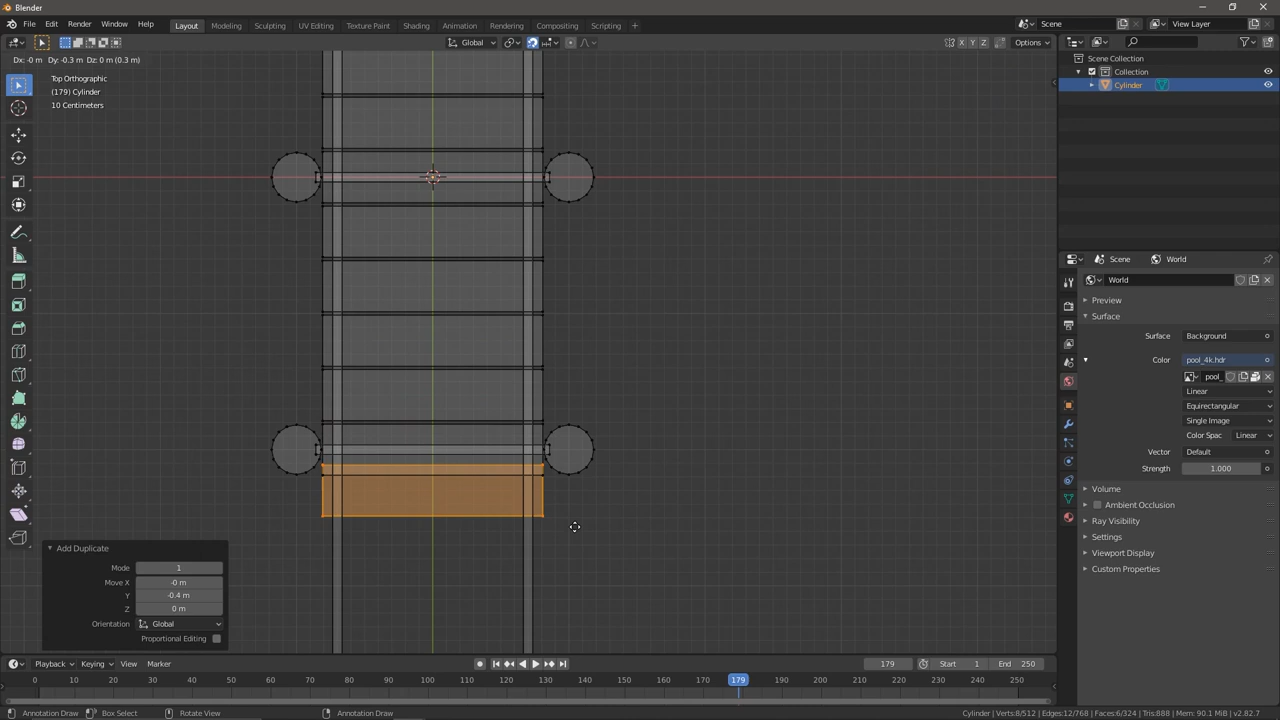 Blender
File Edit Render Window Help
Layout Modeling Sculpting UV Editing Texture Paint Shading Animation Rendering Compositing Scripting +
Scene
View Layer
Global
X Y Z
Options
Dx: -0 m Dy: -0.3 m Dz: 0 m (0.3 m)
Top Orthographic
(179) Cylinder
10 Centimeters
Scene Collection
Collection
Cylinder
Scene World
World
Preview
Surface
Surface Background
Color pool_4k.hdr
pool_
Linear
Equirectangular
Single Image
Color Spac Linear
Vector Default
Strength 1.000
Volume
Ambient Occlusion
Ray Visibility
Settings
Viewport Display
Custom Properties
Add Duplicate
Mode 1
Move X -0 m
Y -0.4 m
Z 0 m
Orientation Global
Proportional Editing
Playback Keying View Marker
179 Start 1 End 250
0 10 20 30 40 50 60 70 80 90 100 110 120 130 140 150 160 170 179 190 200 210 220 230 240 250
Annotation Draw Box Select Rotate View Annotation Draw
Cylinder | Verts:8/512 | Edges:12/768 | Faces:6/324 | Tris:888 | Mem: 90.1 MiB | v2.82.7